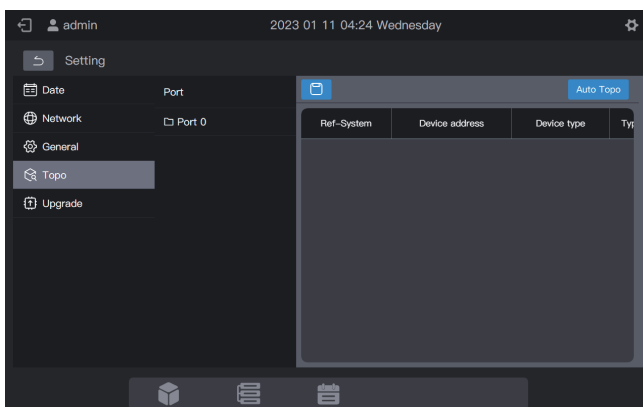 admin
2023 01 11 04:24 Wednesday
Setting
Date
Network
General
Topo
Upgrade
Port
Port 0
Auto Topo
Ref-System Device address Device type Typ